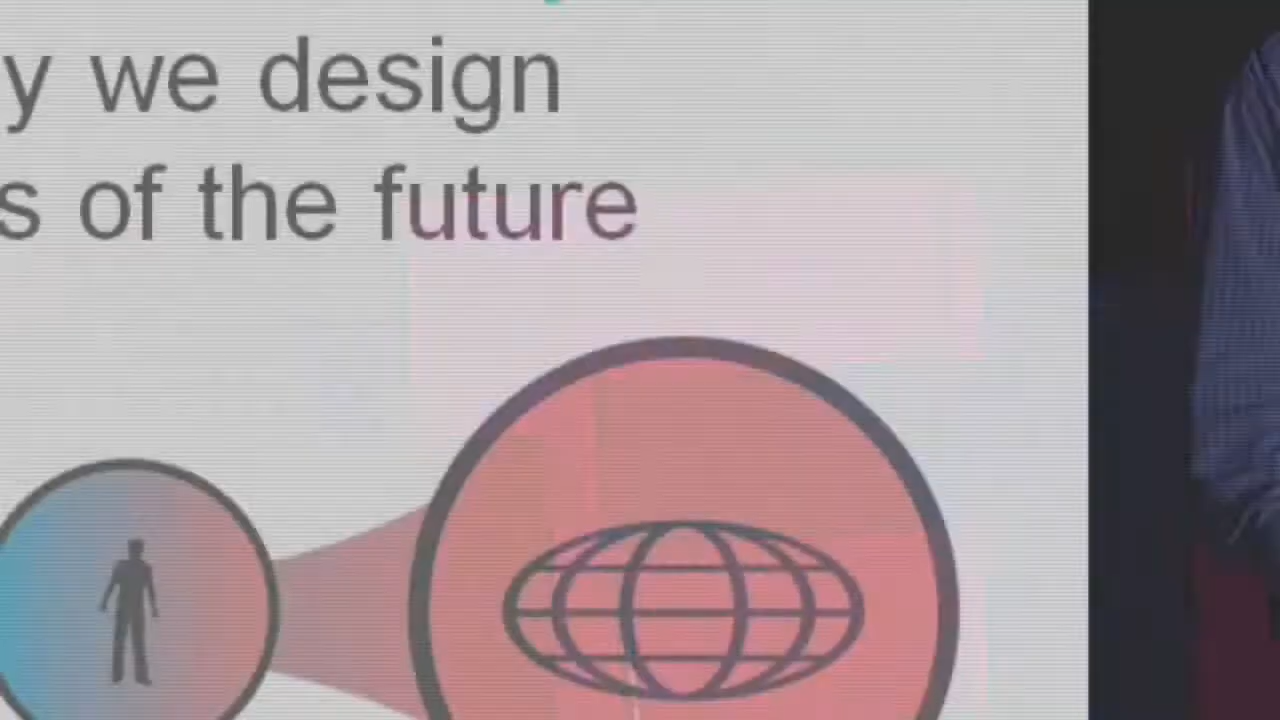 y we design
s of the future